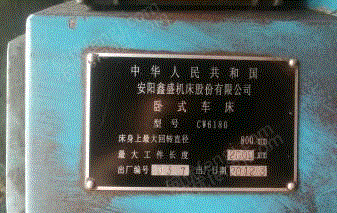 中华人民共和国
安阳鑫盛机床股份有限公司
卧式车床
型号 CW6180
床身上最大回转直径 800 mm
最大工件长度 mm
出厂编号 出厂日期